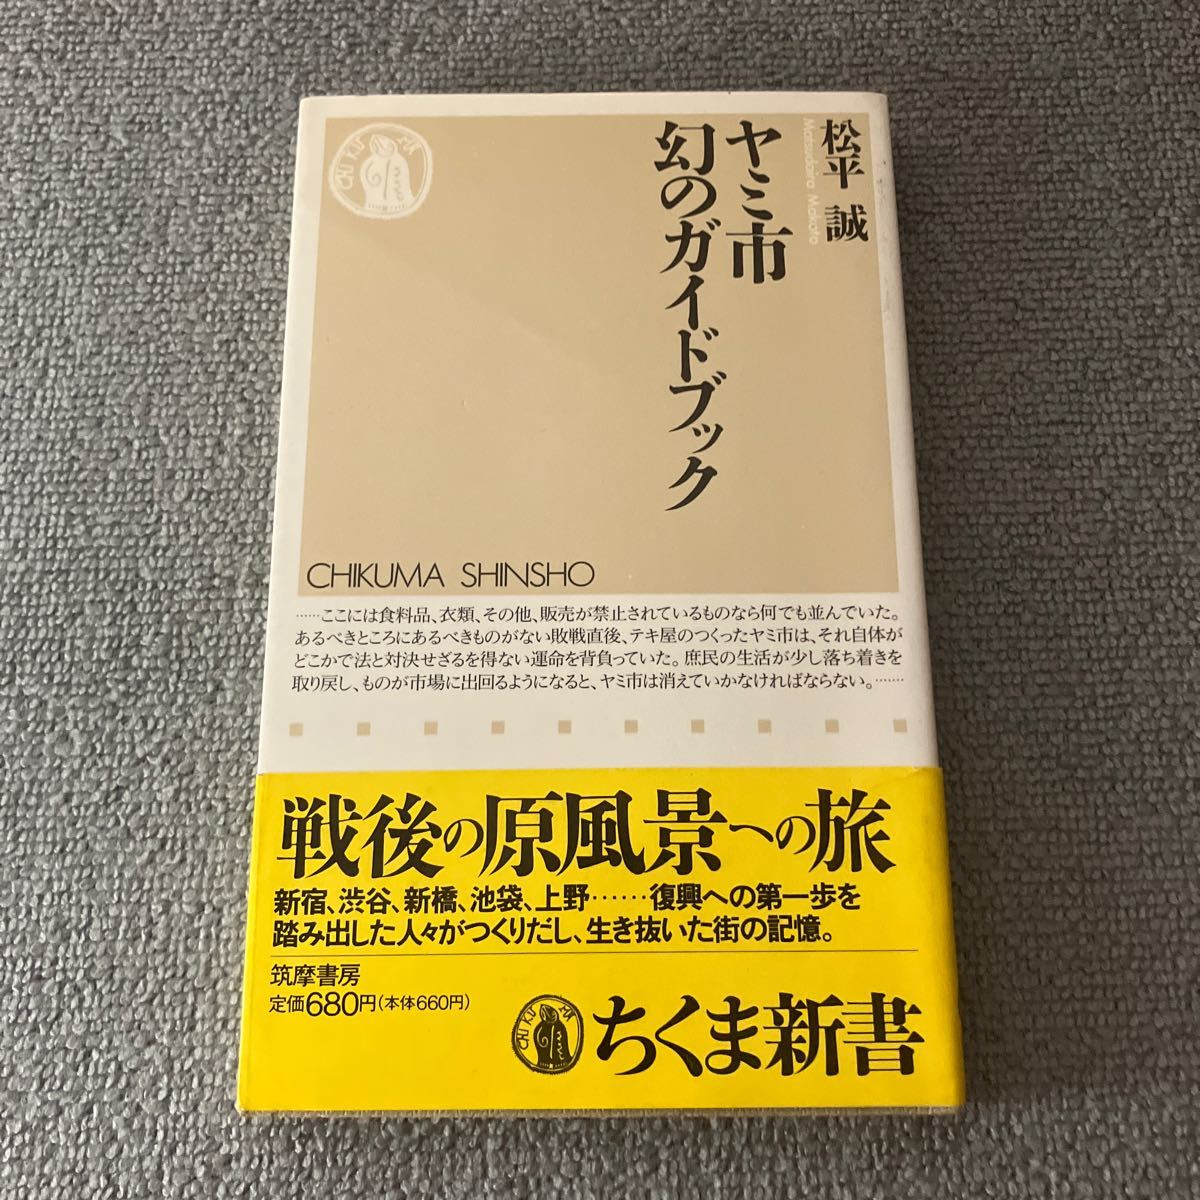 松平 誠
Matsudaira Makoto
ヤミ市
幻のガイドブック
CHIKUMA
CHIKUMA SHINSHO
……ここには食料品、衣類、その他、販売が禁止されているものなら何でも並んでいた。
あるべきところにあるべきものがない敗戦直後、テキ屋のつくったヤミ市は、それ自体が
どこかで法と対決せざるを得ない運命を背負っていた。庶民の生活が少し落ち着きを
取り戻し、ものが市場に出回るようになると、ヤミ市は消えていかなければならない。……
戦後の原風景への旅
新宿、渋谷、新橋、池袋、上野……復興への第一歩を
踏み出した人々がつくりだし、生き抜いた街の記憶。
筑摩書房
定価680円(本体660円)
CHIKUMA
ちくま新書